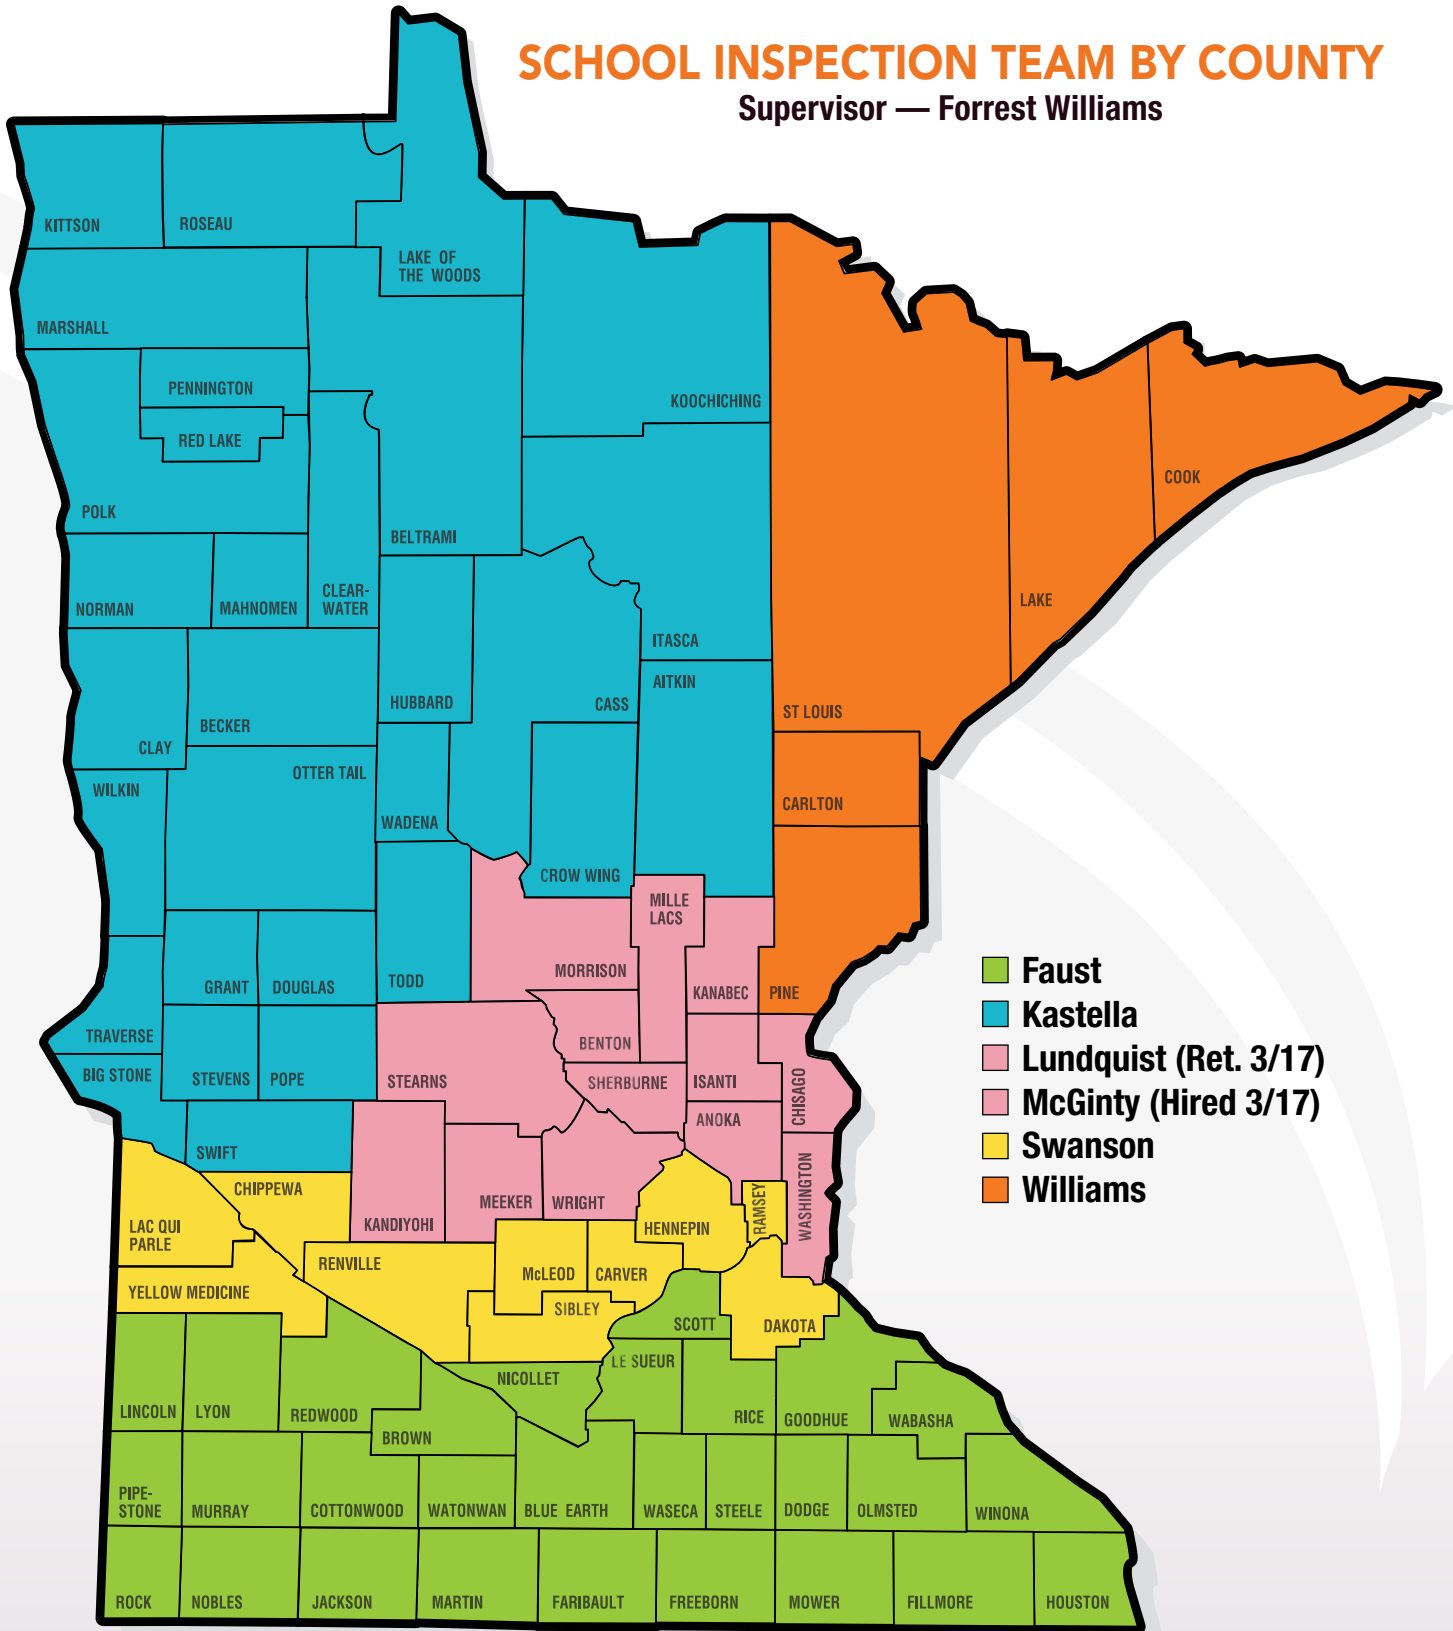 SCHOOL INSPECTION TEAM BY COUNTY
Supervisor — Forrest Williams
KITTSON
ROSEAU
LAKE OF
THE WOODS
MARSHALL
PENNINGTON
KOOCHICHING
RED LAKE
COOK
POLK
BELTRAMI
NORMAN
MAHNOMEN
CLEAR-
WATER
LAKE
ITASCA
AITKIN
HUBBARD
CASS
ST LOUIS
BECKER
CLAY
OTTER TAIL
WILKIN
WADENA
CARLTON
CROW WING
MILLE
LACS
MORRISON
GRANT
DOUGLAS
TODD
KANABEC
PINE
TRAVERSE
BENTON
BIG STONE
STEVENS
POPE
STEARNS
SHERBURNE
ISANTI
CHISAGO
ANOKA
SWIFT
CHIPPEWA
MEEKER
WRIGHT
WASHINGTON
RAMSEY
LAC QUI
PARLE
KANDIYOHI
HENNEPIN
RENVILLE
McLEOD
CARVER
YELLOW MEDICINE
SIBLEY
SCOTT
DAKOTA
LE SUEUR
NICOLLET
LINCOLN
LYON
REDWOOD
RICE
GOODHUE
WABASHA
BROWN
PIPE-
STONE
MURRAY
COTTONWOOD
WATONWAN
BLUE EARTH
WASECA
STEELE
DODGE
OLMSTED
WINONA
ROCK
NOBLES
JACKSON
MARTIN
FARIBAULT
FREEBORN
MOWER
FILLMORE
HOUSTON
Faust
Kastella
Lundquist (Ret. 3/17)
McGinty (Hired 3/17)
Swanson
Williams